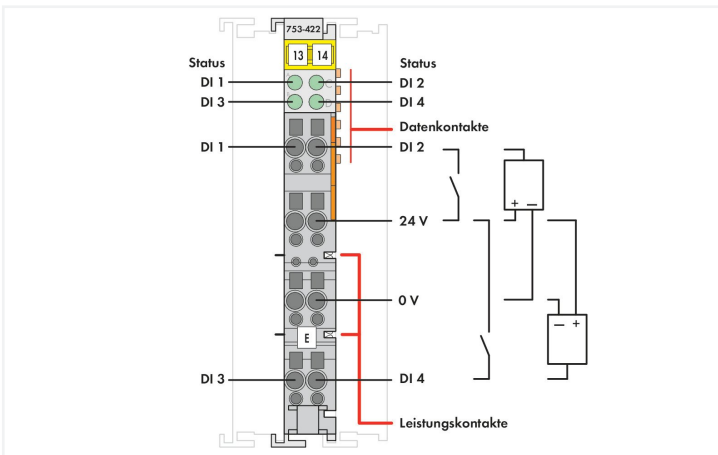 753-422
13 14
Status
Status
DI 1
DI 2
DI 3
DI 4
Datenkontakte
DI 1
DI 2
+ −
24 V
0 V
− +
E
DI 3
DI 4
Leistungskontakte